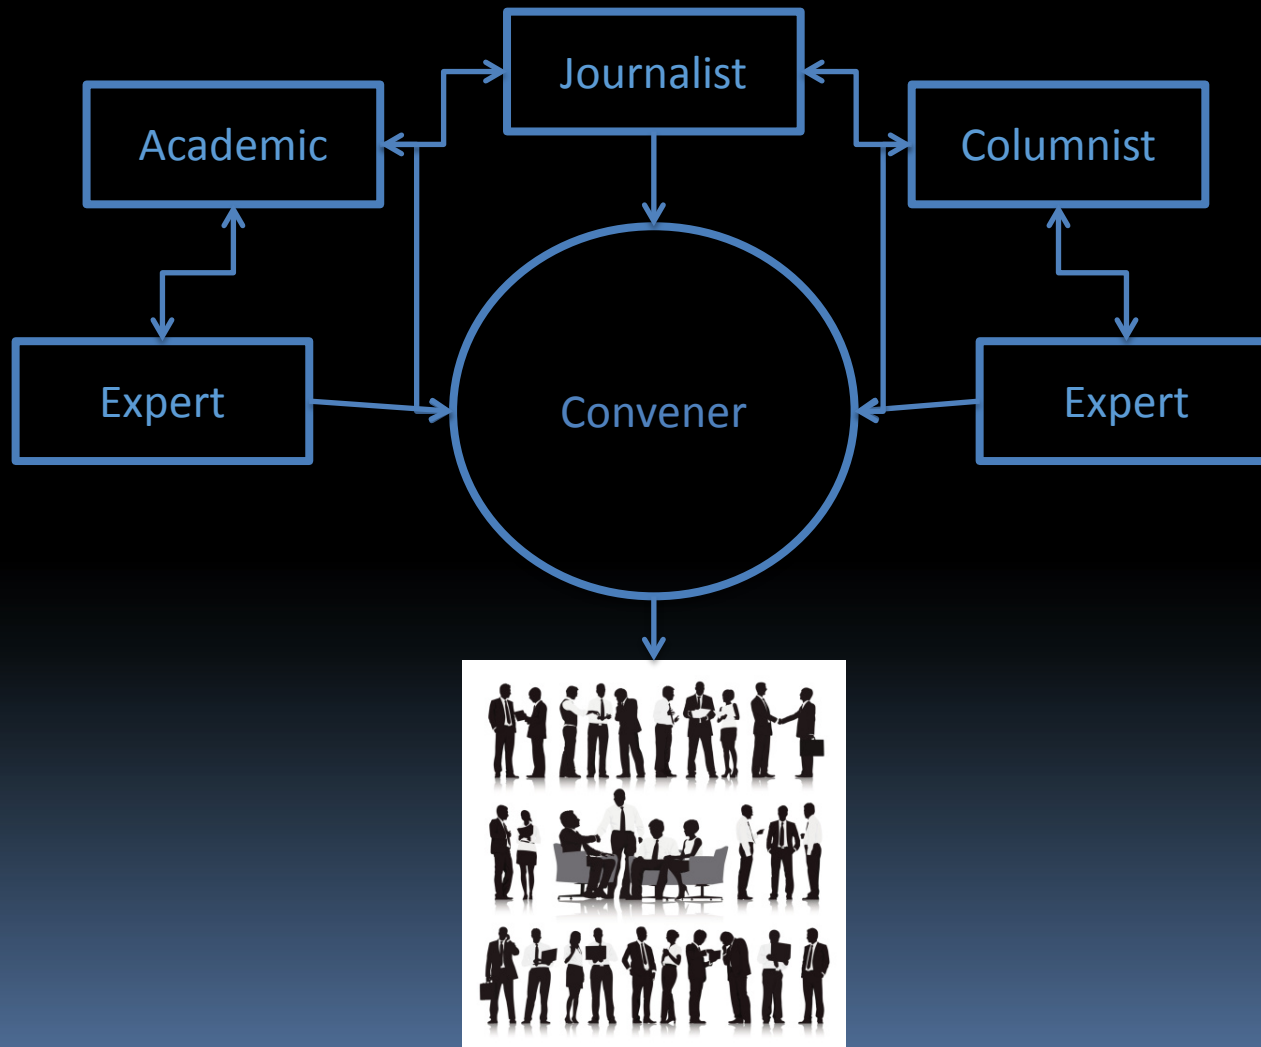 Journalist
Academic
Columnist
Expert
Convener
Expert